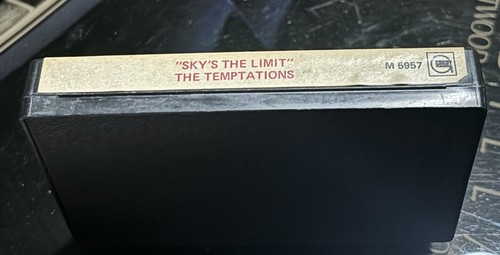 "SKY'S THE LIMIT"
THE TEMPTATIONS
M 5957